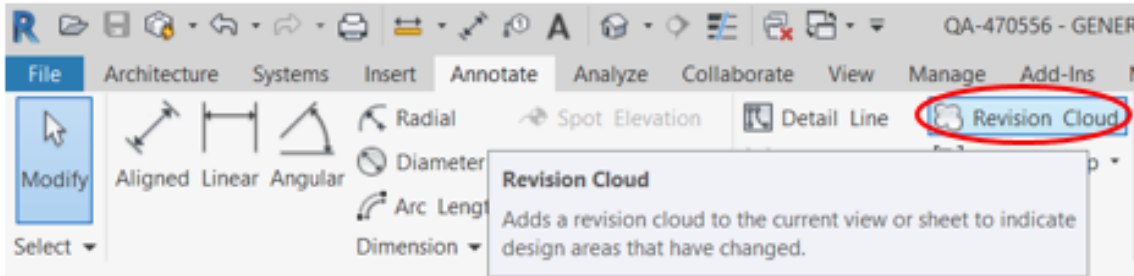 R QA-470556 - GENER
File Architecture Systems Insert Annotate Analyze Collaborate View Manage Add-Ins
Radial Spot Elevation Detail Line Revision Cloud
Modify Aligned Linear Angular Diameter
Arc Lengt
Select Dimension
Revision Cloud
Adds a revision cloud to the current view or sheet to indicate
design areas that have changed.